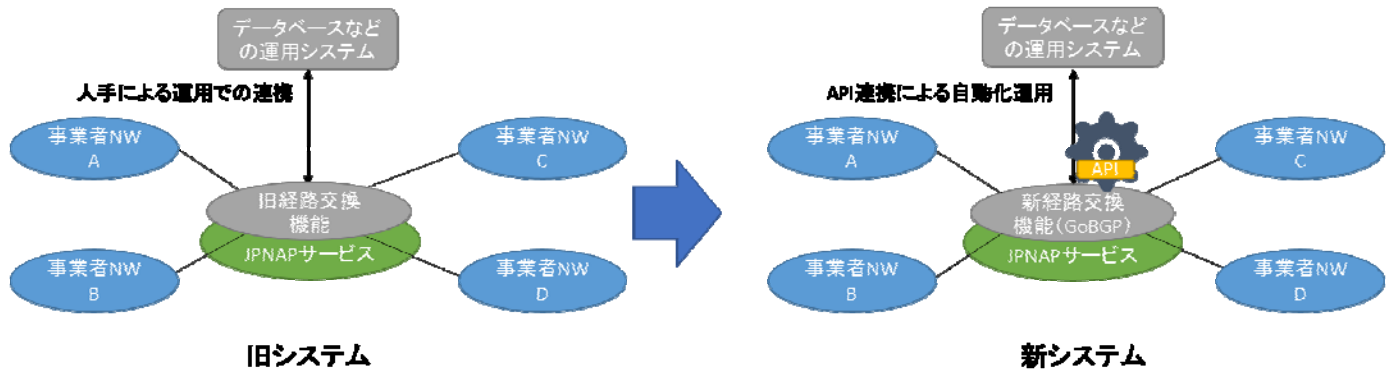 データベースなど
の運用システム
人手による運用での連携
事業者NW
A
事業者NW
C
旧経路交換
機能
JPNAPサービス
事業者NW
B
事業者NW
D
旧システム
データベースなど
の運用システム
API連携による自動化運用
事業者NW
A
API
事業者NW
C
新経路交換
機能(GoBGP)
JPNAPサービス
事業者NW
B
事業者NW
D
新システム